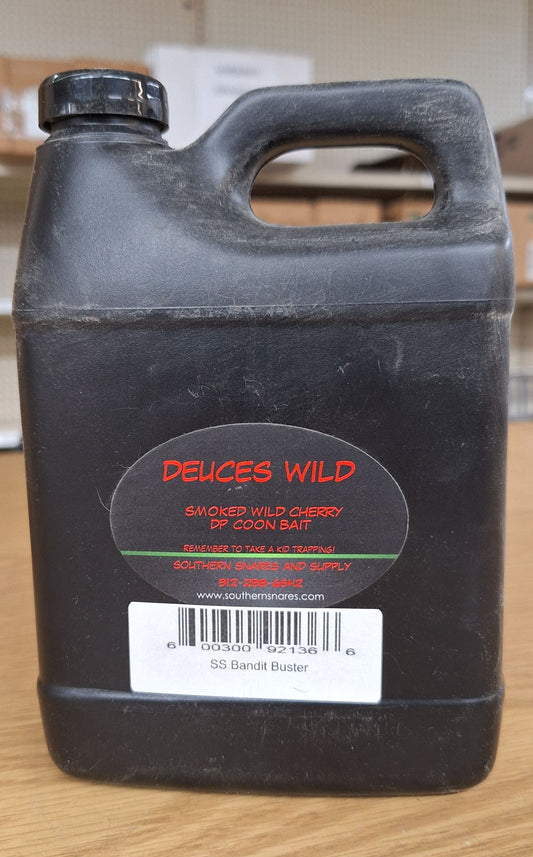 DEUCES WILD
SMOKED WILD CHERRY
DP COON BAIT
REMEMBER TO TAKE A KID TRAPPING!
SOUTHERN SNARES AND SUPPLY
www.southernsnares.com
6 00300 92136 6
SS Bandit Buster